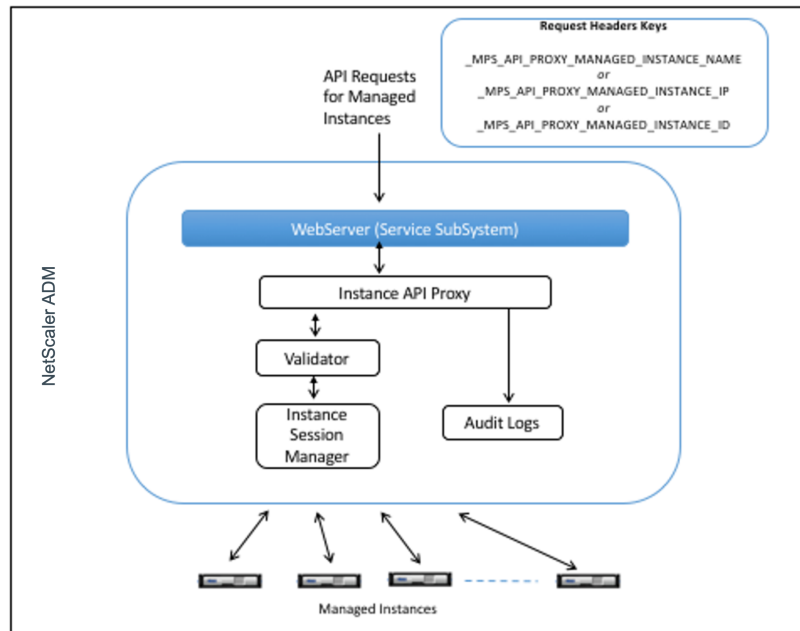 Request Headers Keys
_MPS_API_PROXY_MANAGED_INSTANCE_NAME
or
_MPS_API_PROXY_MANAGED_INSTANCE_IP
or
_MPS_API_PROXY_MANAGED_INSTANCE_ID
API Requests
for Managed
Instances
WebServer (Service SubSystem)
Instance API Proxy
Validator
Instance
Session
Manager
Audit Logs
NetScaler ADM
Managed Instances